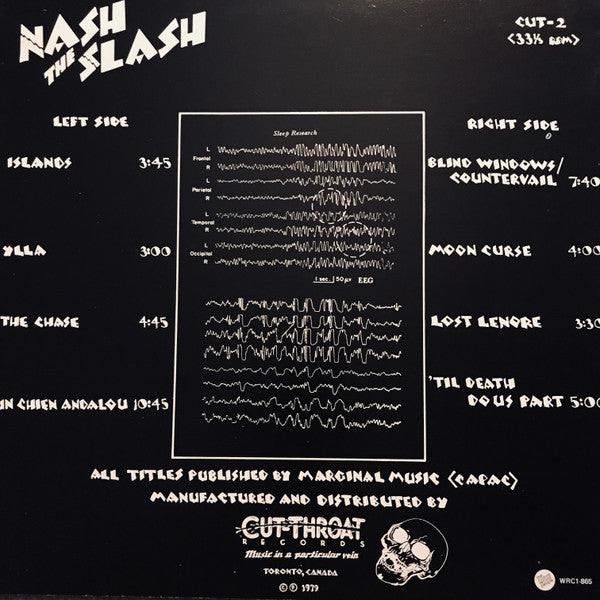 NASH
THE SLASH
CUT-2
(33⅓ RPM)
LEFT SIDE
ISLANDS 3:45
YLLA 3:00
THE CHASE 4:45
UN CHIEN ANDALOU 10:45
Sleep Research
L
Frontal
R
L
Parietal
R
L
Temporal
R
L
Occipital
R
1 sec. 50μv EEG
RIGHT SIDE
BLIND WINDOWS/
COUNTERVAIL 7:40
MOON CURSE 4:00
LOST LENORE 3:30
'TIL DEATH
DO US PART 5:00
ALL TITLES PUBLISHED BY MARGINAL MUSIC (CAPAC)
MANUFACTURED AND DISTRIBUTED BY
CUT-THROAT
RECORDS
Music in a particular vein
TORONTO, CANADA
© ℗ 1979
WRC1-865